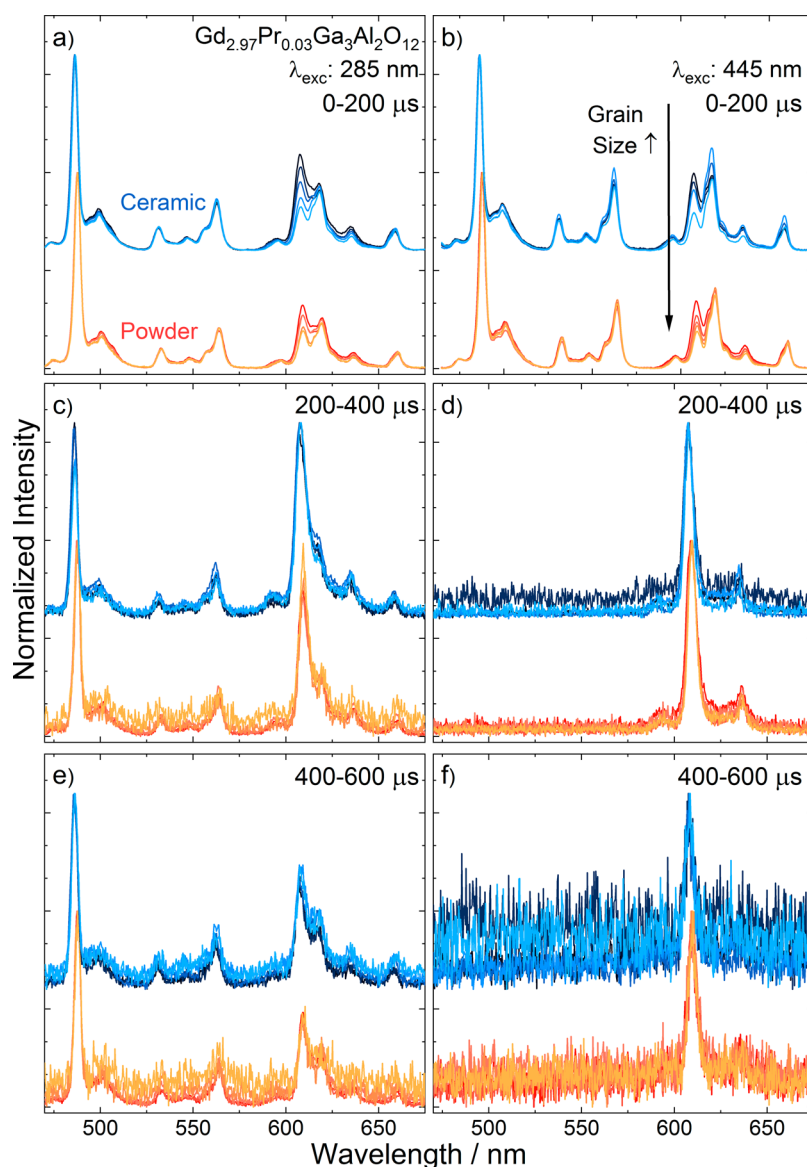 a) Gd₂.₉₇Pr₀.₀₃Ga₃Al₂O₁₂
λexc: 285 nm
0-200 μs
Ceramic
Powder
b) λexc: 445 nm
0-200 μs
Grain
Size ↑
c) 200-400 μs
d) 200-400 μs
e) 400-600 μs
f) 400-600 μs
Normalized Intensity
500 550 600 650 500 550 600 650
Wavelength / nm